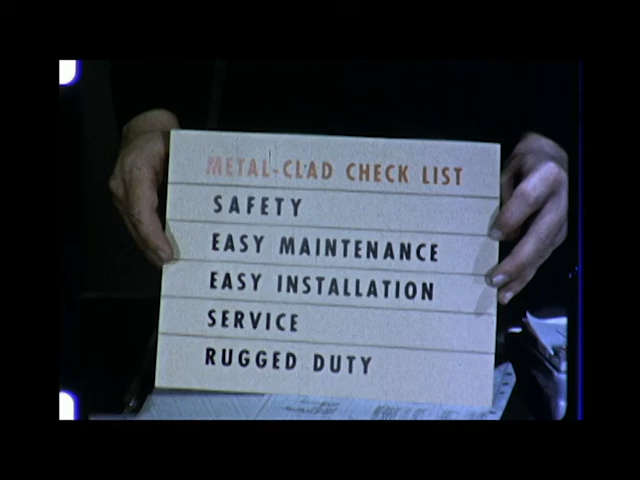 METAL-CLAD CHECK LIST
SAFETY
EASY MAINTENANCE
EASY INSTALLATION
SERVICE
RUGGED DUTY